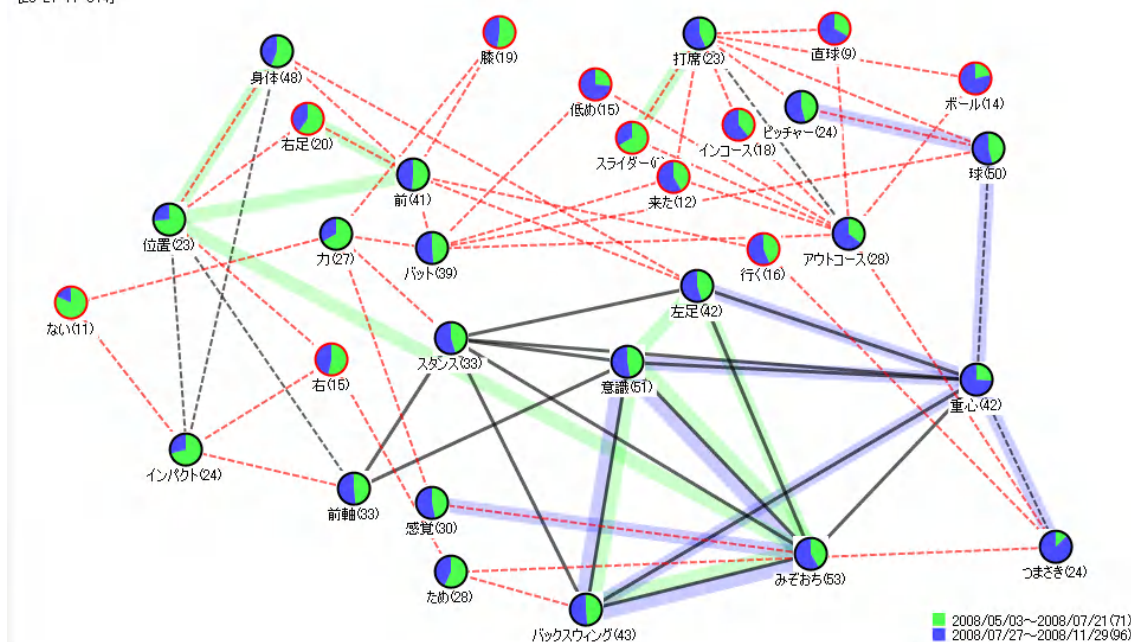 膝(19)
身体(48)
打席(23)
直球(9)
低め(15)
ボール(14)
ピッチャー(24)
右足(20)
インコース(18)
スライダー(
球(50)
前(41)
来た(12)
位置(23)
力(27)
バット(39)
行く(16)
アウトコース(28)
左足(42)
ない(11)
スタンス(33)
右(15)
意識(51)
重心(42)
インパクト(24)
前軸(33)
感覚(30)
みぞおち(53)
つまさき(24)
ため(28)
バックスウィング(43)
2008/05/03～2008/07/21(71)
2008/07/27～2008/11/29(96)